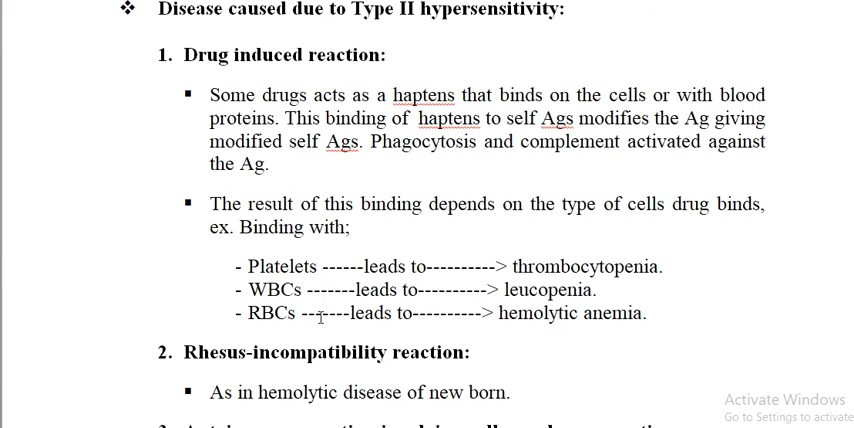 ❖ Disease caused due to Type II hypersensitivity:
1. Drug induced reaction:
▪ Some drugs acts as a haptens that binds on the cells or with blood
proteins. This binding of haptens to self Ags modifies the Ag giving
modified self Ags. Phagocytosis and complement activated against
the Ag.
▪ The result of this binding depends on the type of cells drug binds,
ex. Binding with;
- Platelets ------leads to----------> thrombocytopenia.
- WBCs -------leads to----------> leucopenia.
- RBCs -------leads to----------> hemolytic anemia.
2. Rhesus-incompatibility reaction:
▪ As in hemolytic disease of new born.
Activate Windows
Go to Settings to activate